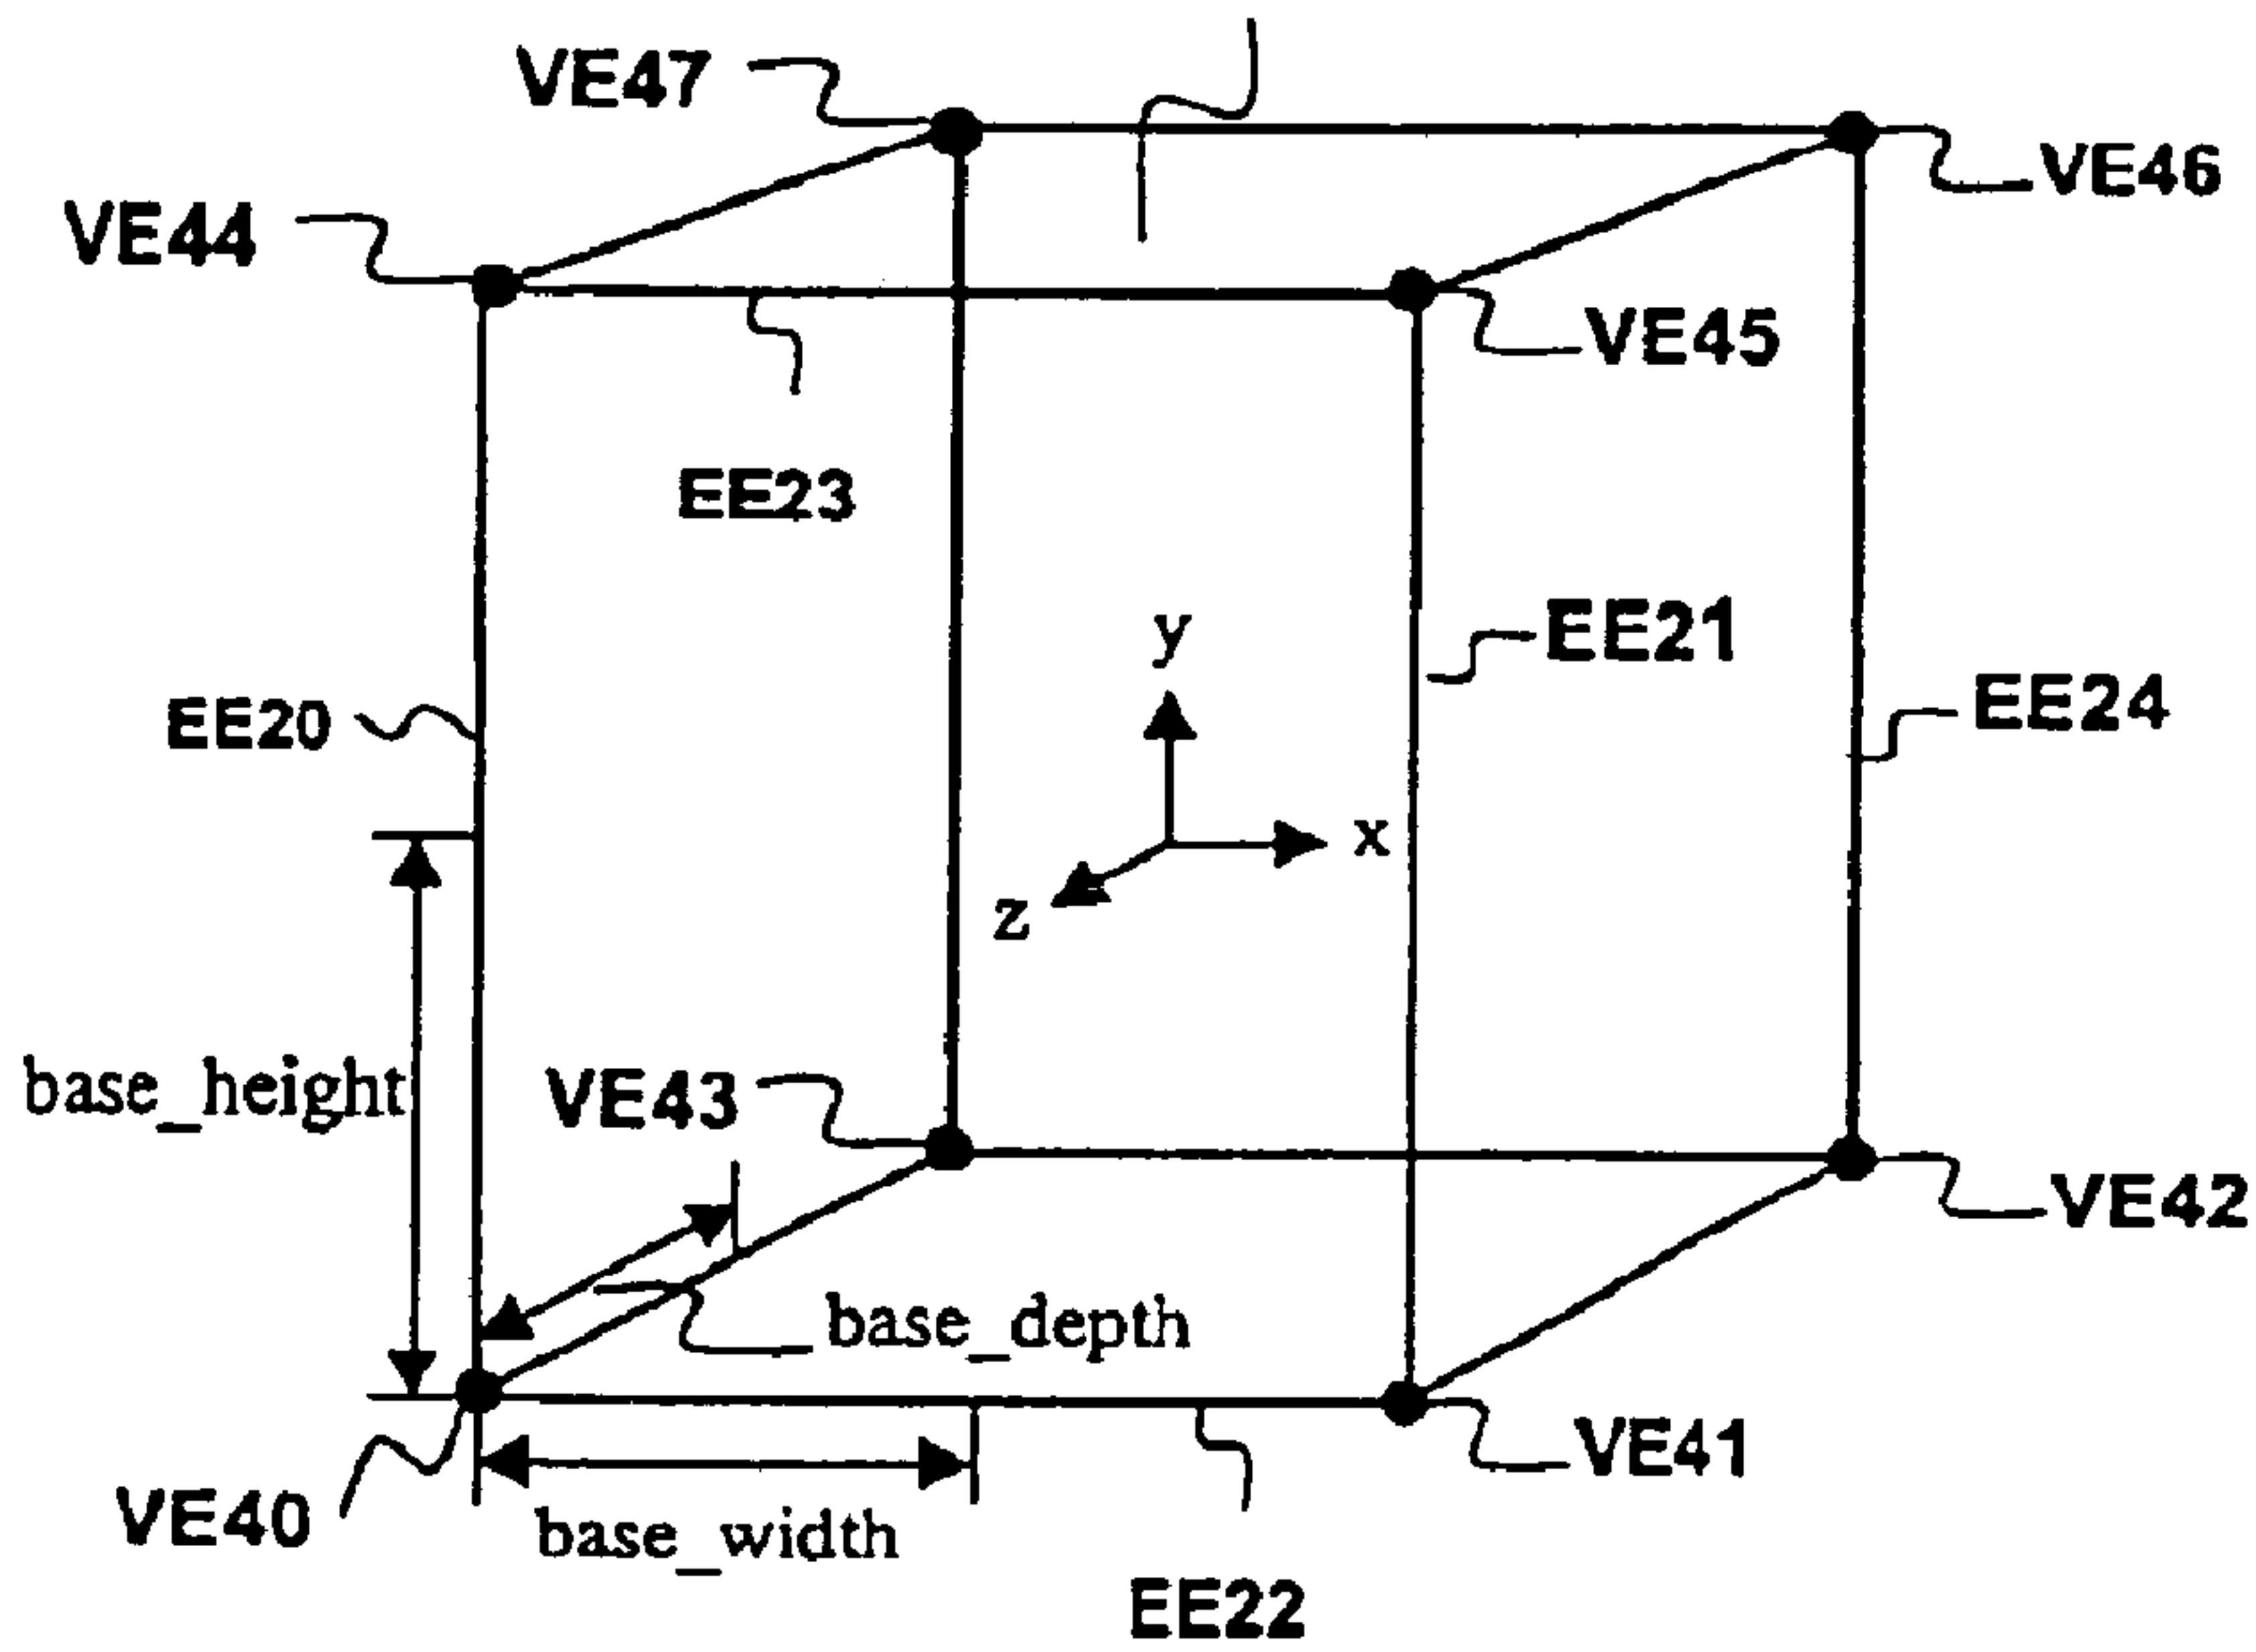 VE47
VE46
VE44
VE45
EE23
y
EE21
EE24
EE20
x
z
base_height
VE43
VE42
base_depth
VE41
VE40
base_width
EE22